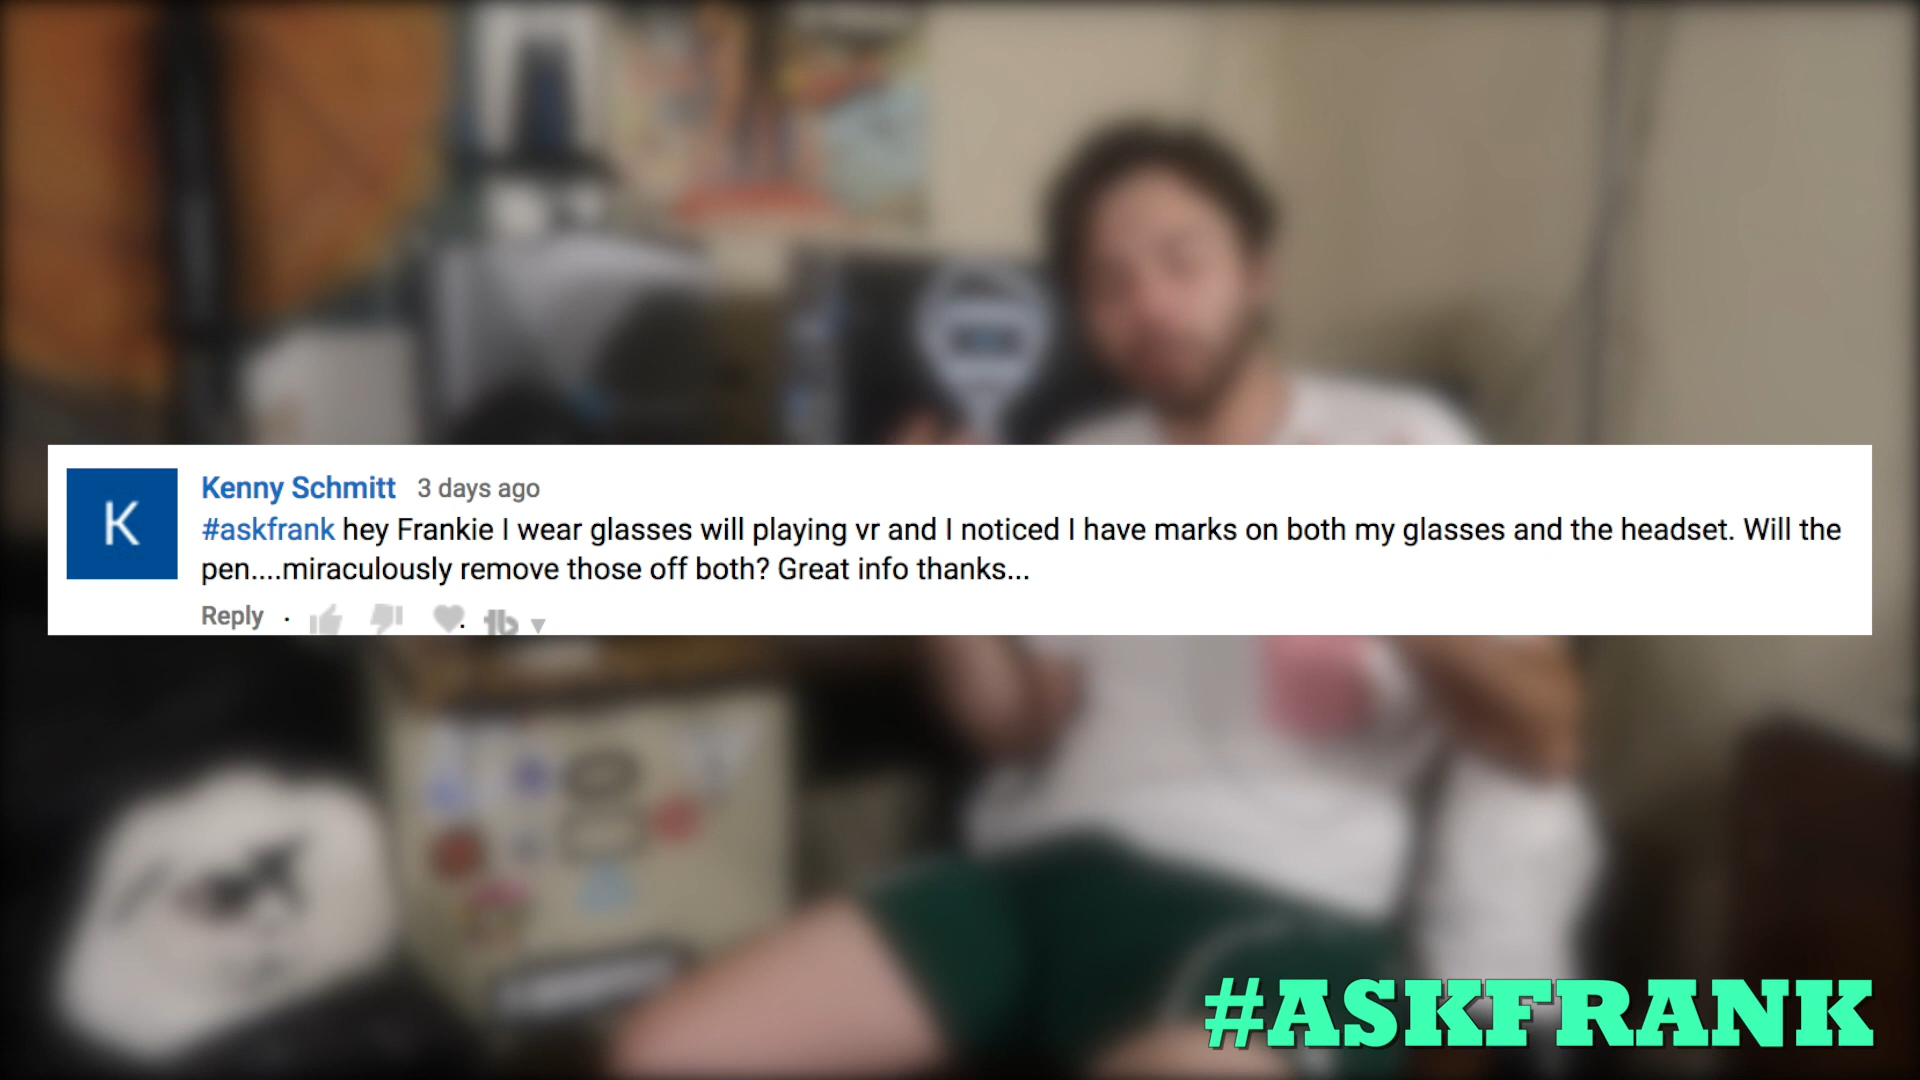 K
Kenny Schmitt 3 days ago
#askfrank hey Frankie I wear glasses will playing vr and I noticed I have marks on both my glasses and the headset. Will the
pen....miraculously remove those off both? Great info thanks...
Reply
#ASKFRANK